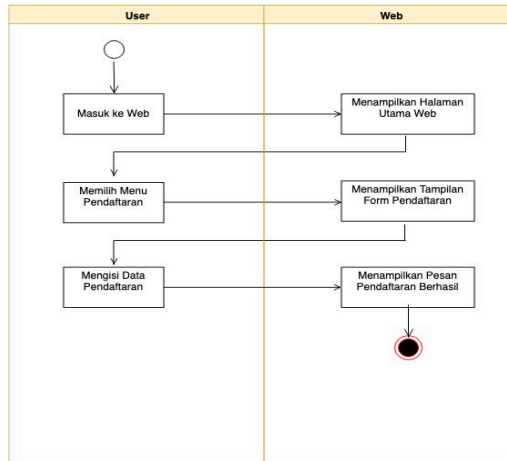 User
Web
Masuk ke Web
Menampilkan Halaman
Utama Web
Memilih Menu
Pendaftaran
Menampilkan Tampilan
Form Pendaftaran
Mengisi Data
Pendaftaran
Menampilkan Pesan
Pendaftaran Berhasil